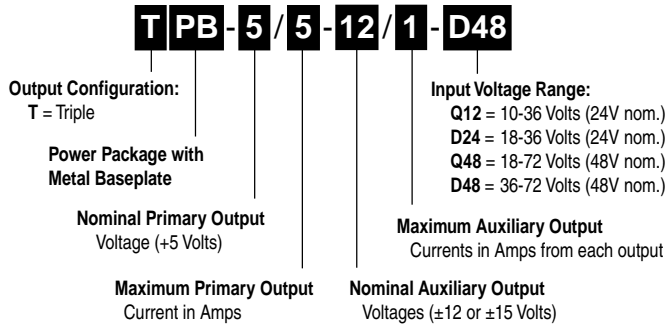 T PB - 5 / 5 - 12 / 1 - D48
Output Configuration:
T = Triple
Power Package with
Metal Baseplate
Nominal Primary Output
Voltage (+5 Volts)
Maximum Primary Output
Current in Amps
Nominal Auxiliary Output
Voltages (±12 or ±15 Volts)
Maximum Auxiliary Output
Currents in Amps from each output
Input Voltage Range:
Q12 = 10-36 Volts (24V nom.)
D24 = 18-36 Volts (24V nom.)
Q48 = 18-72 Volts (48V nom.)
D48 = 36-72 Volts (48V nom.)